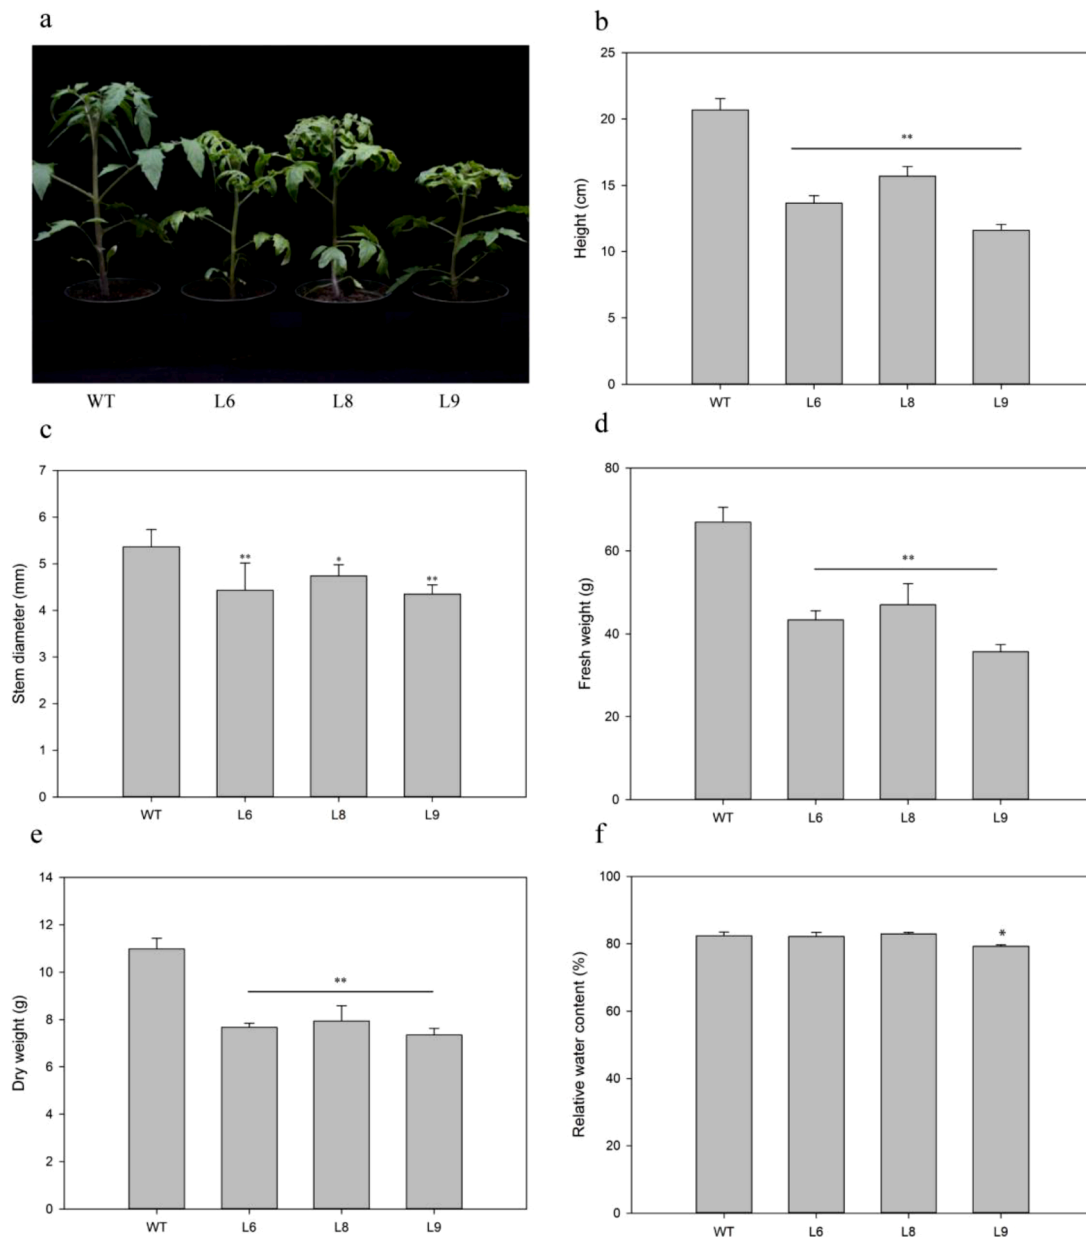 a
WT L6 L8 L9
b
Height (cm)
25
20
15
10
5
0
**
WT L6 L8 L9
c
Stem diameter (mm)
7
6
5
4
3
2
1
0
** * **
WT L6 L8 L9
d
Fresh weight (g)
80
60
40
20
0
**
WT L6 L8 L9
e
Dry weight (g)
14
12
10
8
6
4
2
0
**
WT L6 L8 L9
f
Relative water content (%)
100
80
60
40
20
0
*
WT L6 L8 L9